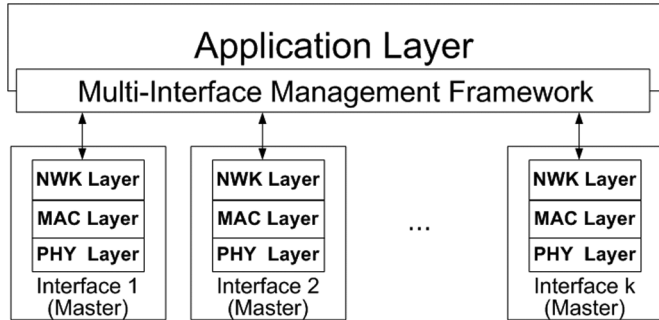 Application Layer
Multi-Interface Management Framework
NWK Layer
MAC Layer
PHY Layer
Interface 1
(Master)
NWK Layer
MAC Layer
PHY Layer
Interface 2
(Master)
...
NWK Layer
MAC Layer
PHY Layer
Interface k
(Master)